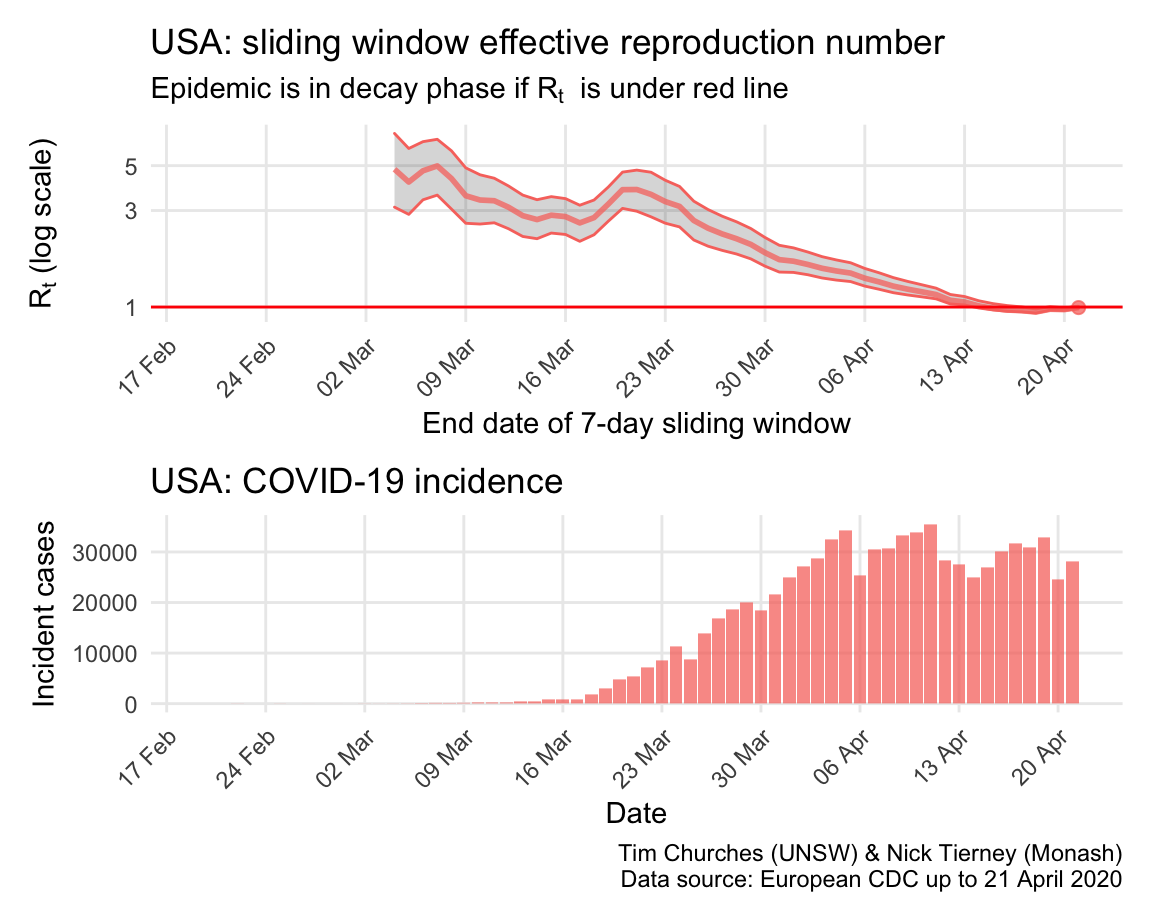 USA: sliding window effective reproduction number
Epidemic is in decay phase if Rt is under red line
Rt (log scale)
5
3
1
17 Feb
24 Feb
02 Mar
09 Mar
16 Mar
23 Mar
30 Mar
06 Apr
13 Apr
20 Apr
End date of 7-day sliding window
USA: COVID-19 incidence
Incident cases
30000
20000
10000
0
17 Feb
24 Feb
02 Mar
09 Mar
16 Mar
23 Mar
30 Mar
06 Apr
13 Apr
20 Apr
Date
Tim Churches (UNSW) & Nick Tierney (Monash)
Data source: European CDC up to 21 April 2020